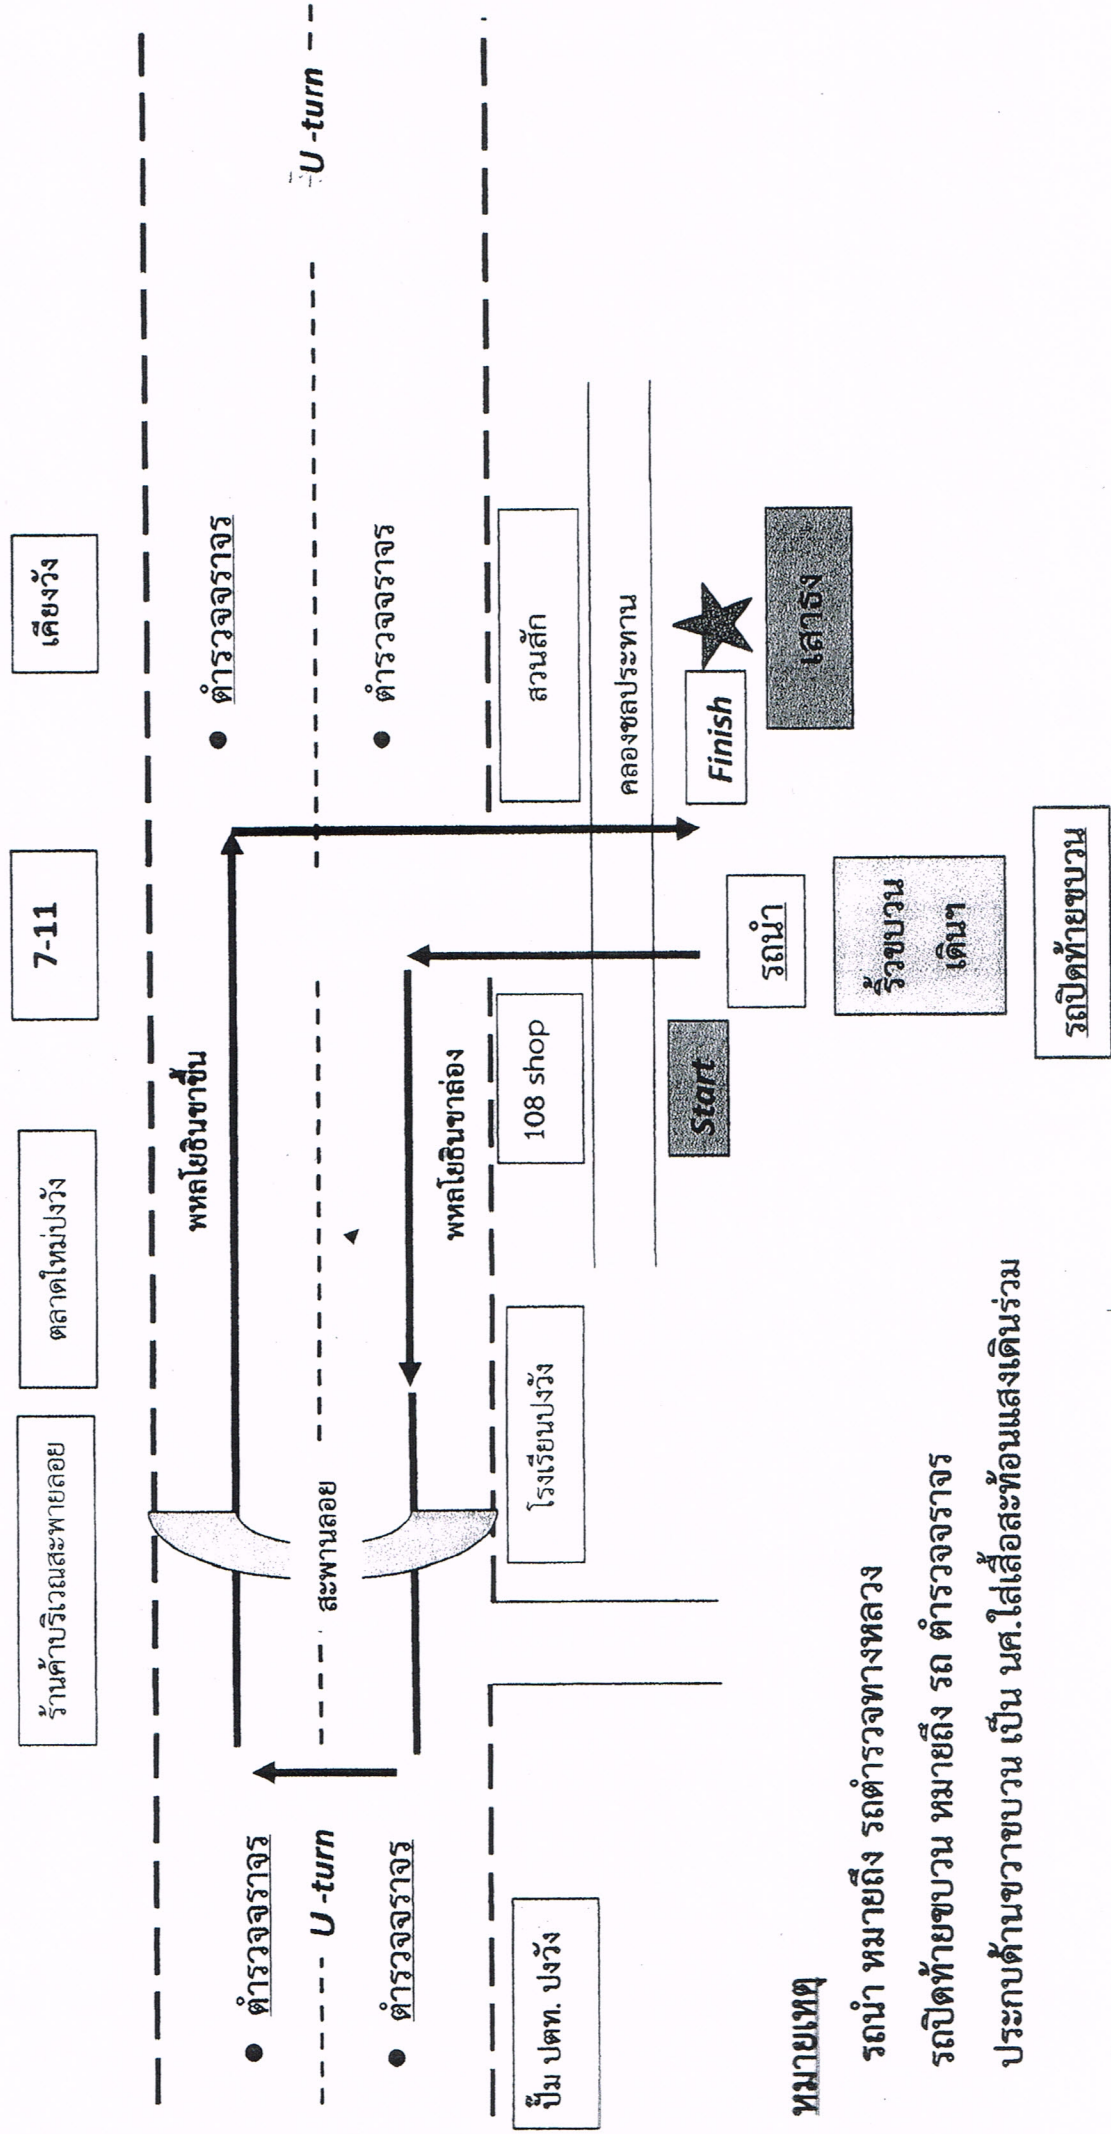 ร้านค้าบริเวณสะพายลอย
ตลาดใหม่ปงวัง
7-11
เคียงวัง
พหลโยธินขาขึ้น
ตำรวจจราจร
ตำรวจจราจร
U -turn
สะพานลอย
U -turn
ตำรวจจราจร
พหลโยธินขาล่อง
ตำรวจจราจร
ปั๊ม ปตท. ปงวัง
โรงเรียนปงวัง
108 shop
สวนสัก
คลองชลประทาน
Start
รถนำ
Finish
เสาธง
ริ้วขบวน
เดินฯ
รถปิดท้ายขบวน
หมายเหตุ
รถนำ หมายถึง รถตำรวจทางหลวง
รถปิดท้ายขบวน หมายถึง รถ ตำรวจจราจร
ประกบด้านขวาขบวน เป็น นศ.ใส่เสื้อสะท้อนแสงเดินร่วม